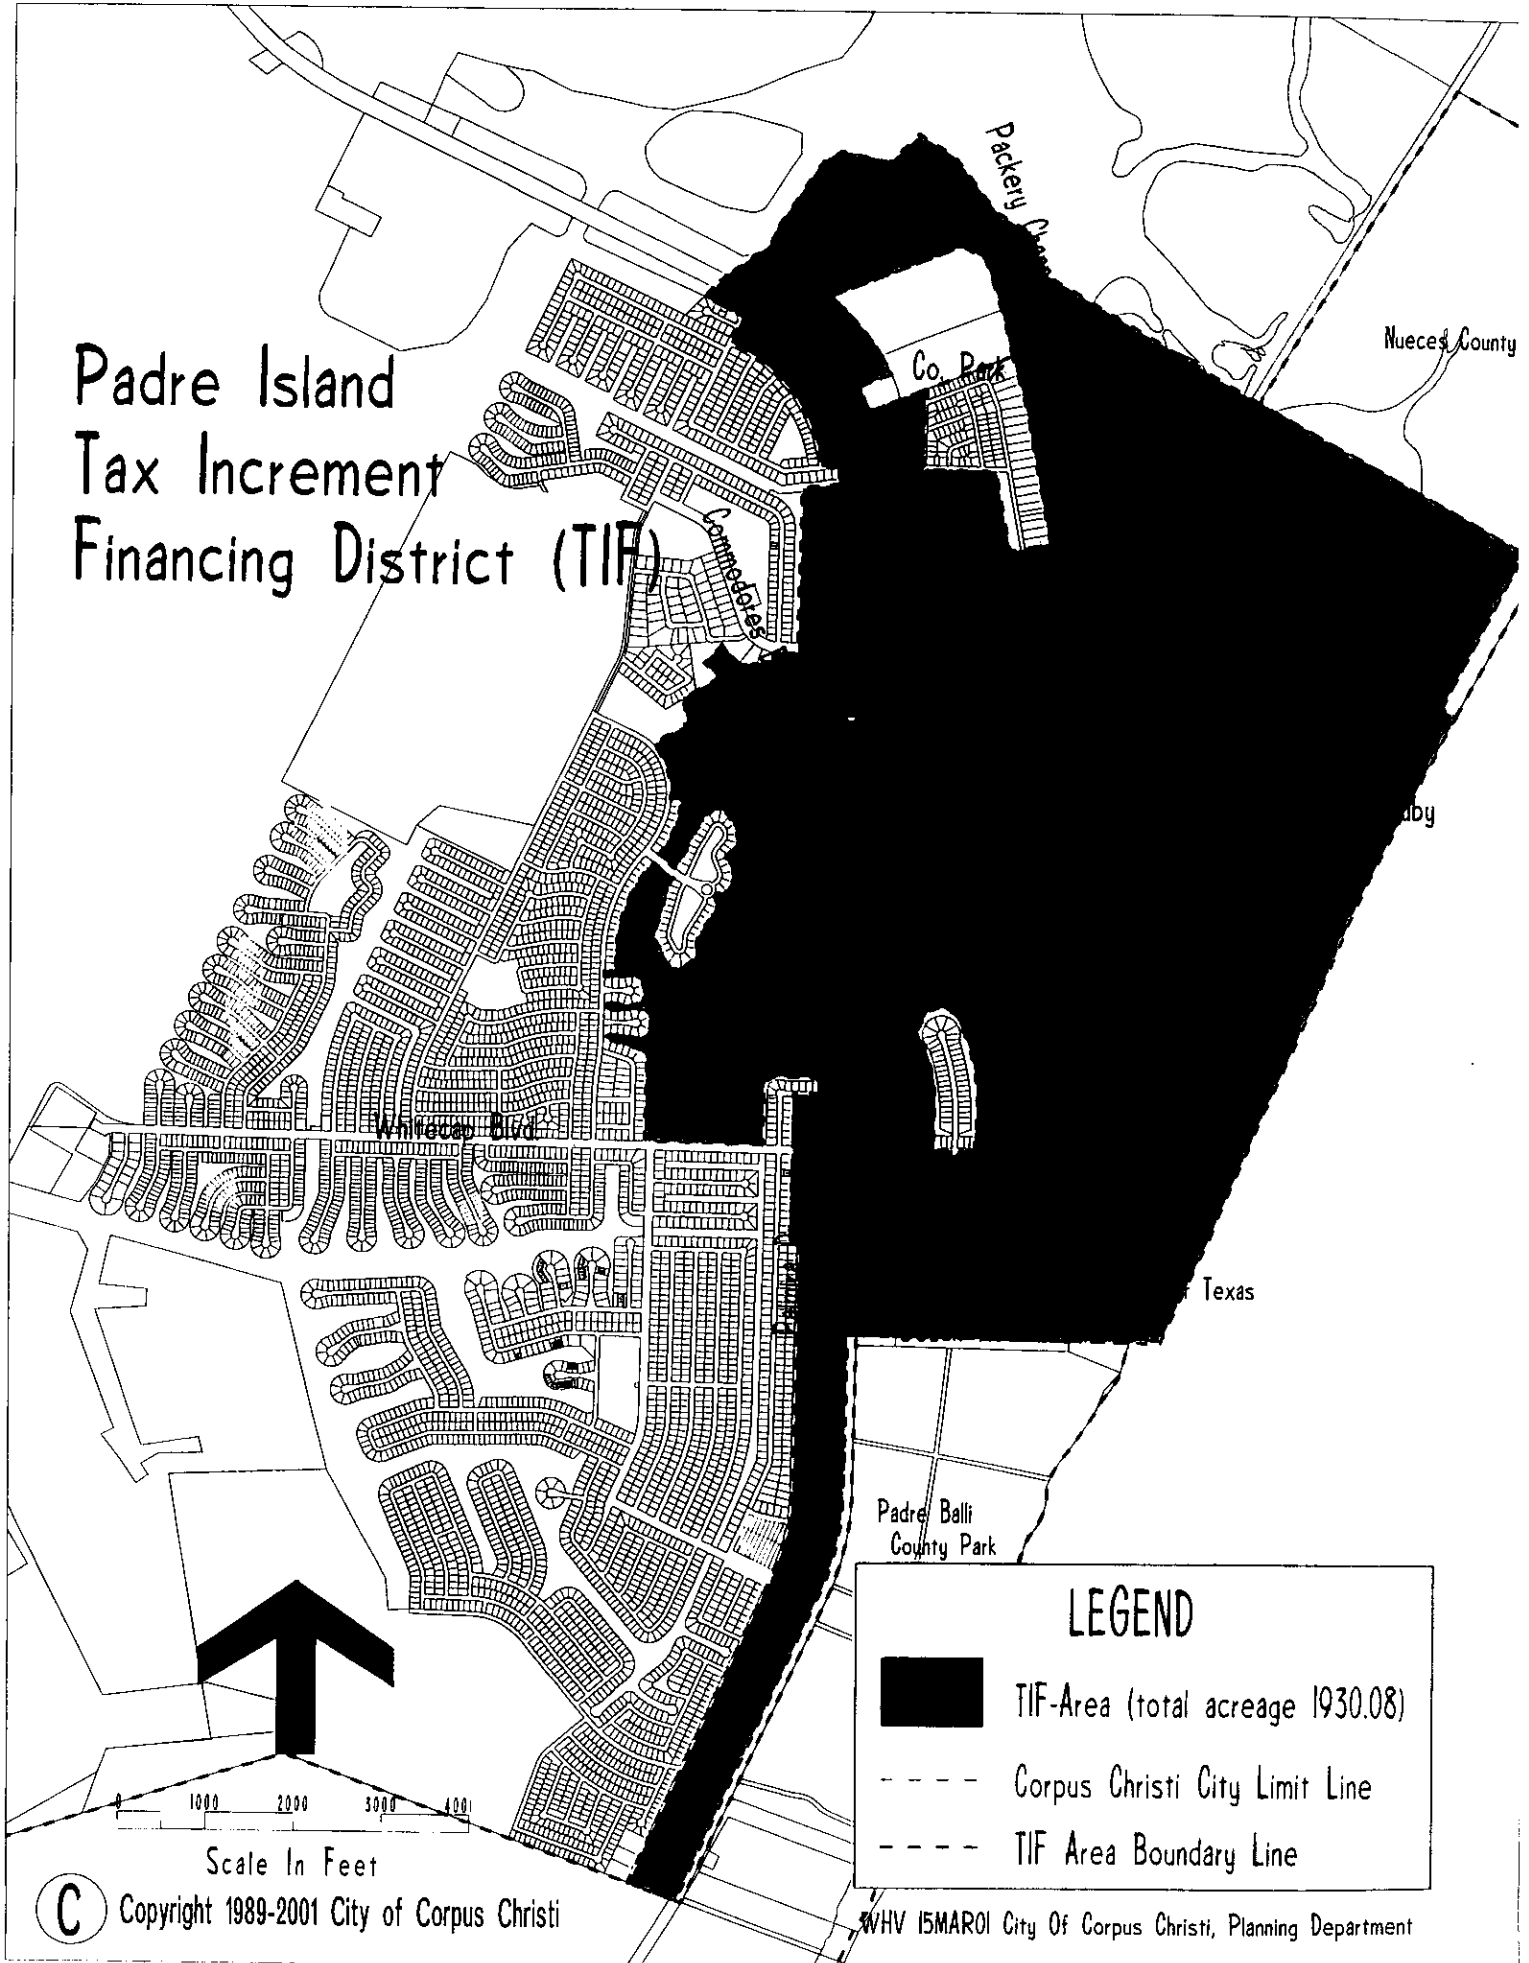 Packery
Nueces County
Padre Island
Tax Increment
Financing District (TIF)
Co. Park
Commodores
Whitecap Blvd.
Texas
Padre Balli
County Park
LEGEND
TIF-Area (total acreage 1930.08)
Corpus Christi City Limit Line
TIF Area Boundary Line
0 1000 2000 3000 400
Scale In Feet
C Copyright 1989-2001 City of Corpus Christi
WHV 15MAR01 City Of Corpus Christi, Planning Department